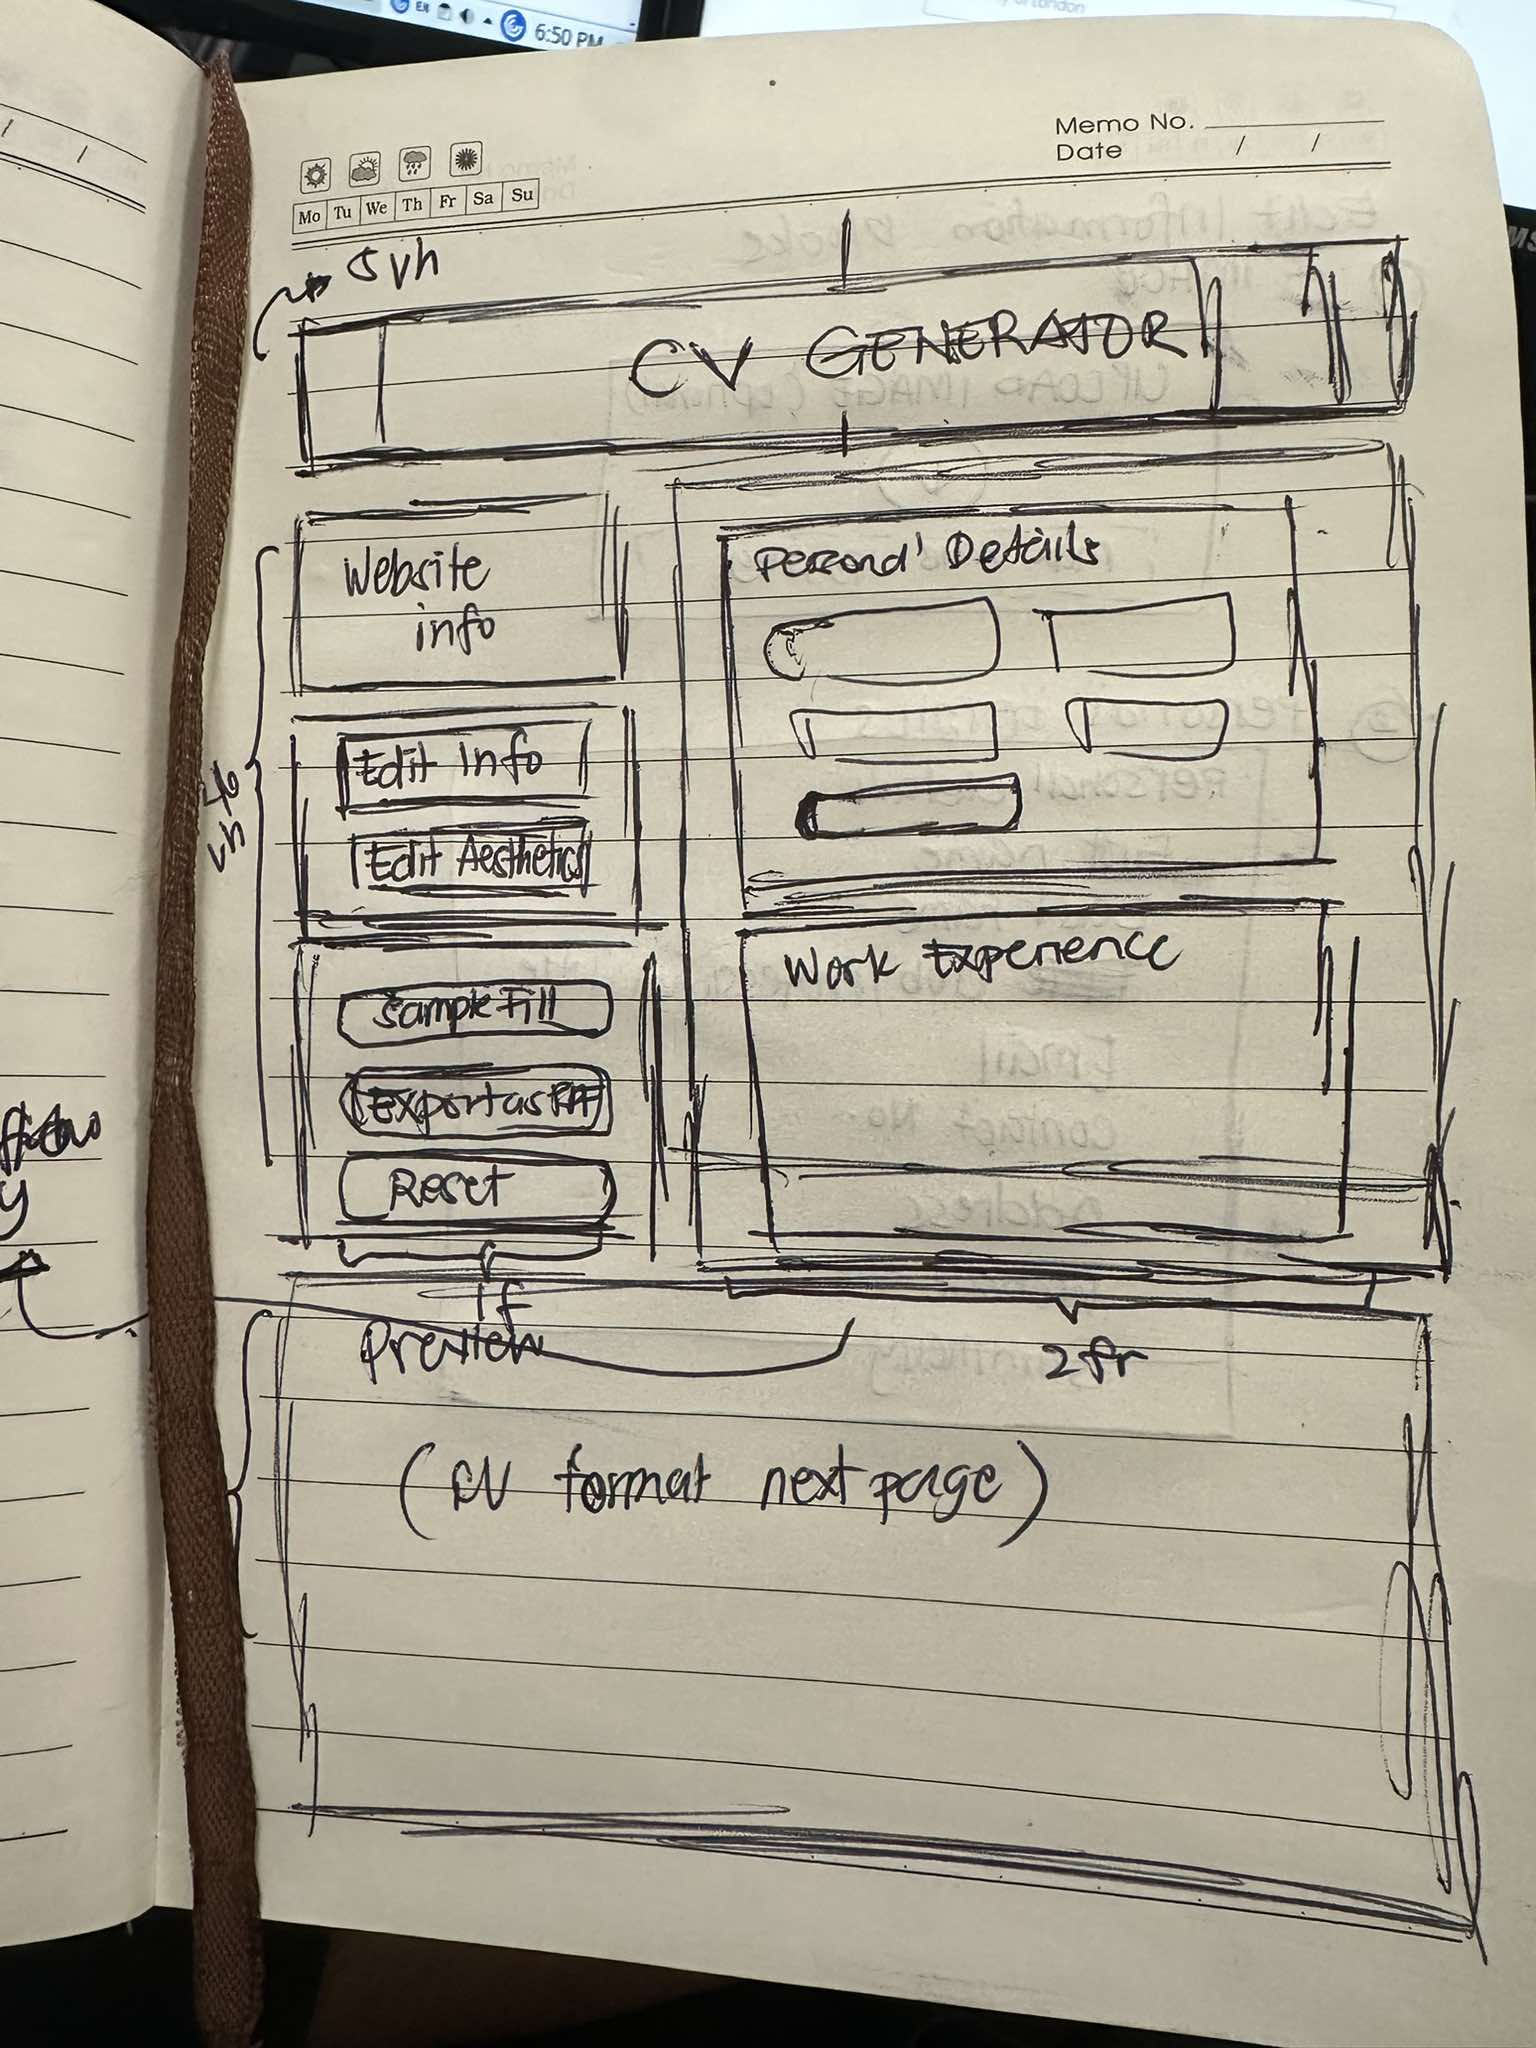 EN
6:50 PM
London
Memo No.
Date / /
Mo Tu We Th Fr Sa Su
5vh
CV GENERATOR
Website
info
Personal Details
Edit Info
Edit Aesthetics
vh
Work Experience
Sample Fill
Export as PDF
Reset
1f
2fr
Preview
(CV format next page)